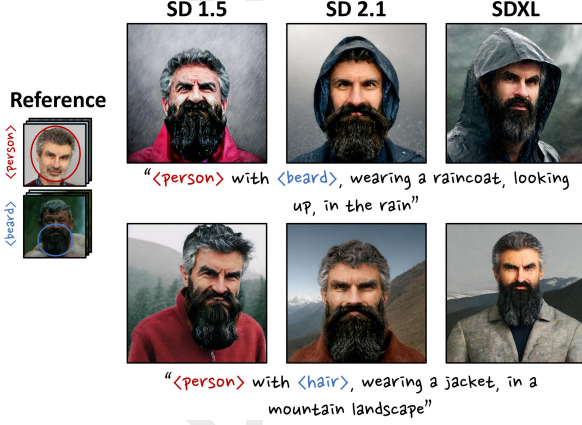 SD 1.5 SD 2.1 SDXL
Reference
<person>
<beard>
“<person> with <beard>, wearing a raincoat, looking
up, in the rain”
“<person> with <hair>, wearing a jacket, in a
mountain landscape”